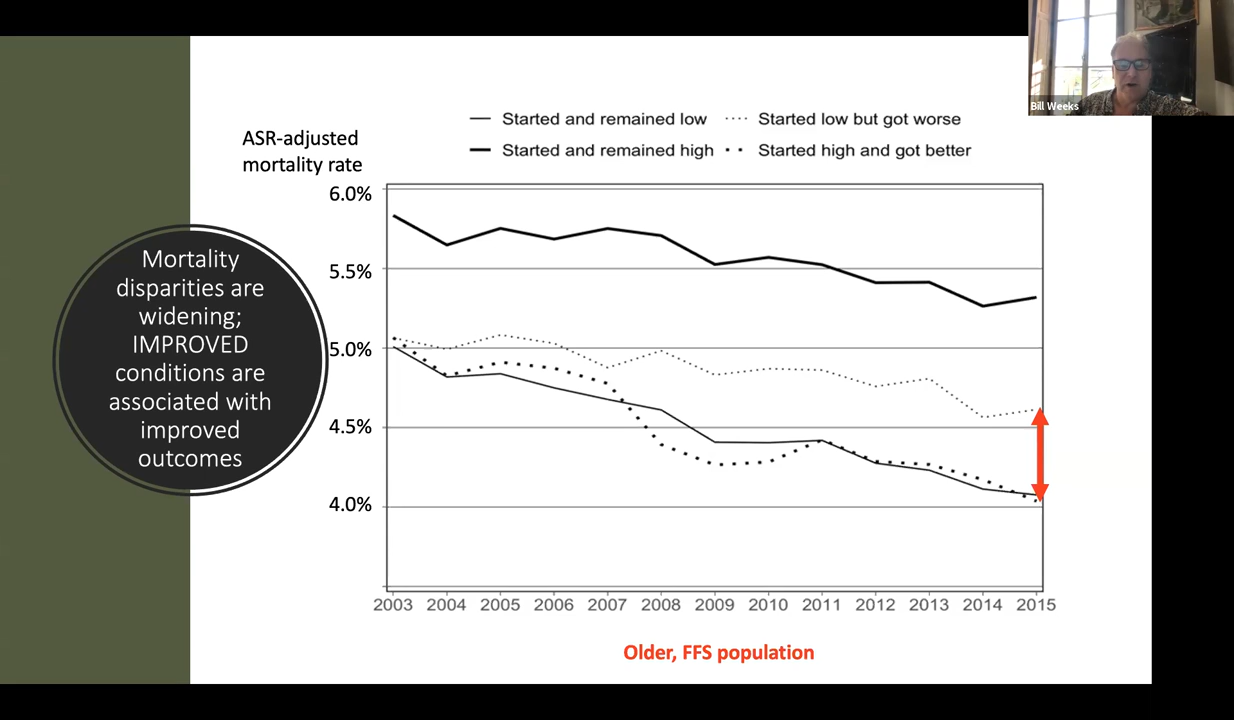 Bill Weeks
Started and remained low
Started low but got worse
Started and remained high
Started high and got better
ASR-adjusted
mortality rate
6.0%
5.5%
5.0%
4.5%
4.0%
Mortality
disparities are
widening;
IMPROVED
conditions are
associated with
improved
outcomes
2003 2004 2005 2006 2007 2008 2009 2010 2011 2012 2013 2014 2015
Older, FFS population